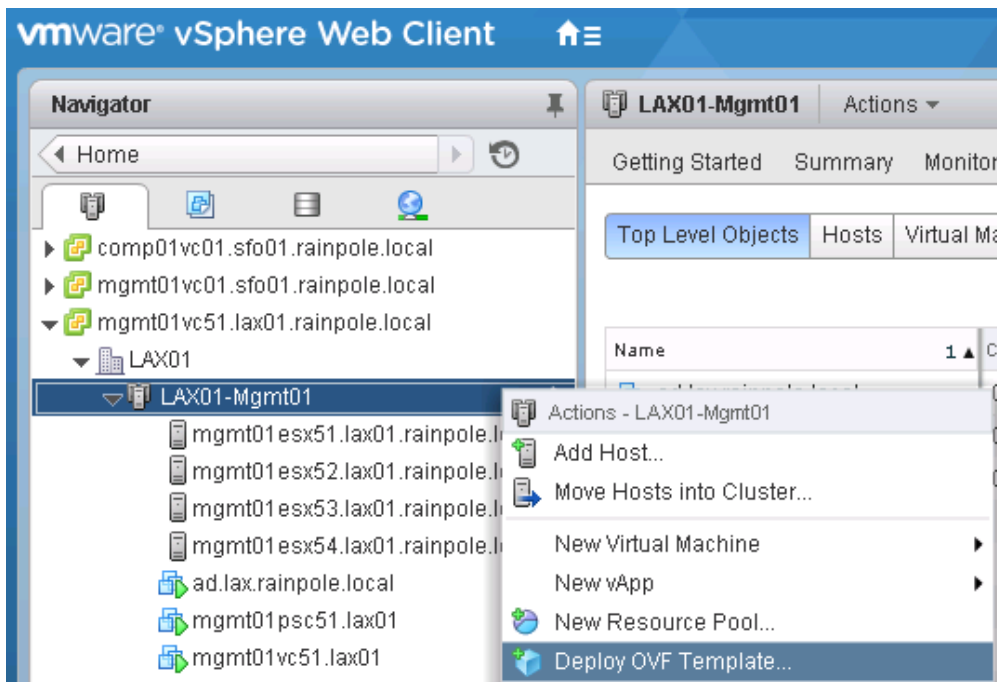 vmware® vSphere Web Client
Navigator
Home
comp01vc01.sfo01.rainpole.local
mgmt01vc01.sfo01.rainpole.local
mgmt01vc51.lax01.rainpole.local
LAX01
LAX01-Mgmt01
mgmt01esx51.lax01.rainpole.l
mgmt01esx52.lax01.rainpole.l
mgmt01esx53.lax01.rainpole.l
mgmt01esx54.lax01.rainpole.l
ad.lax.rainpole.local
mgmt01psc51.lax01
mgmt01vc51.lax01
LAX01-Mgmt01 Actions
Getting Started Summary Monitor
Top Level Objects Hosts Virtual Ma
Name 1
Actions - LAX01-Mgmt01
Add Host...
Move Hosts into Cluster...
New Virtual Machine
New vApp
New Resource Pool...
Deploy OVF Template...